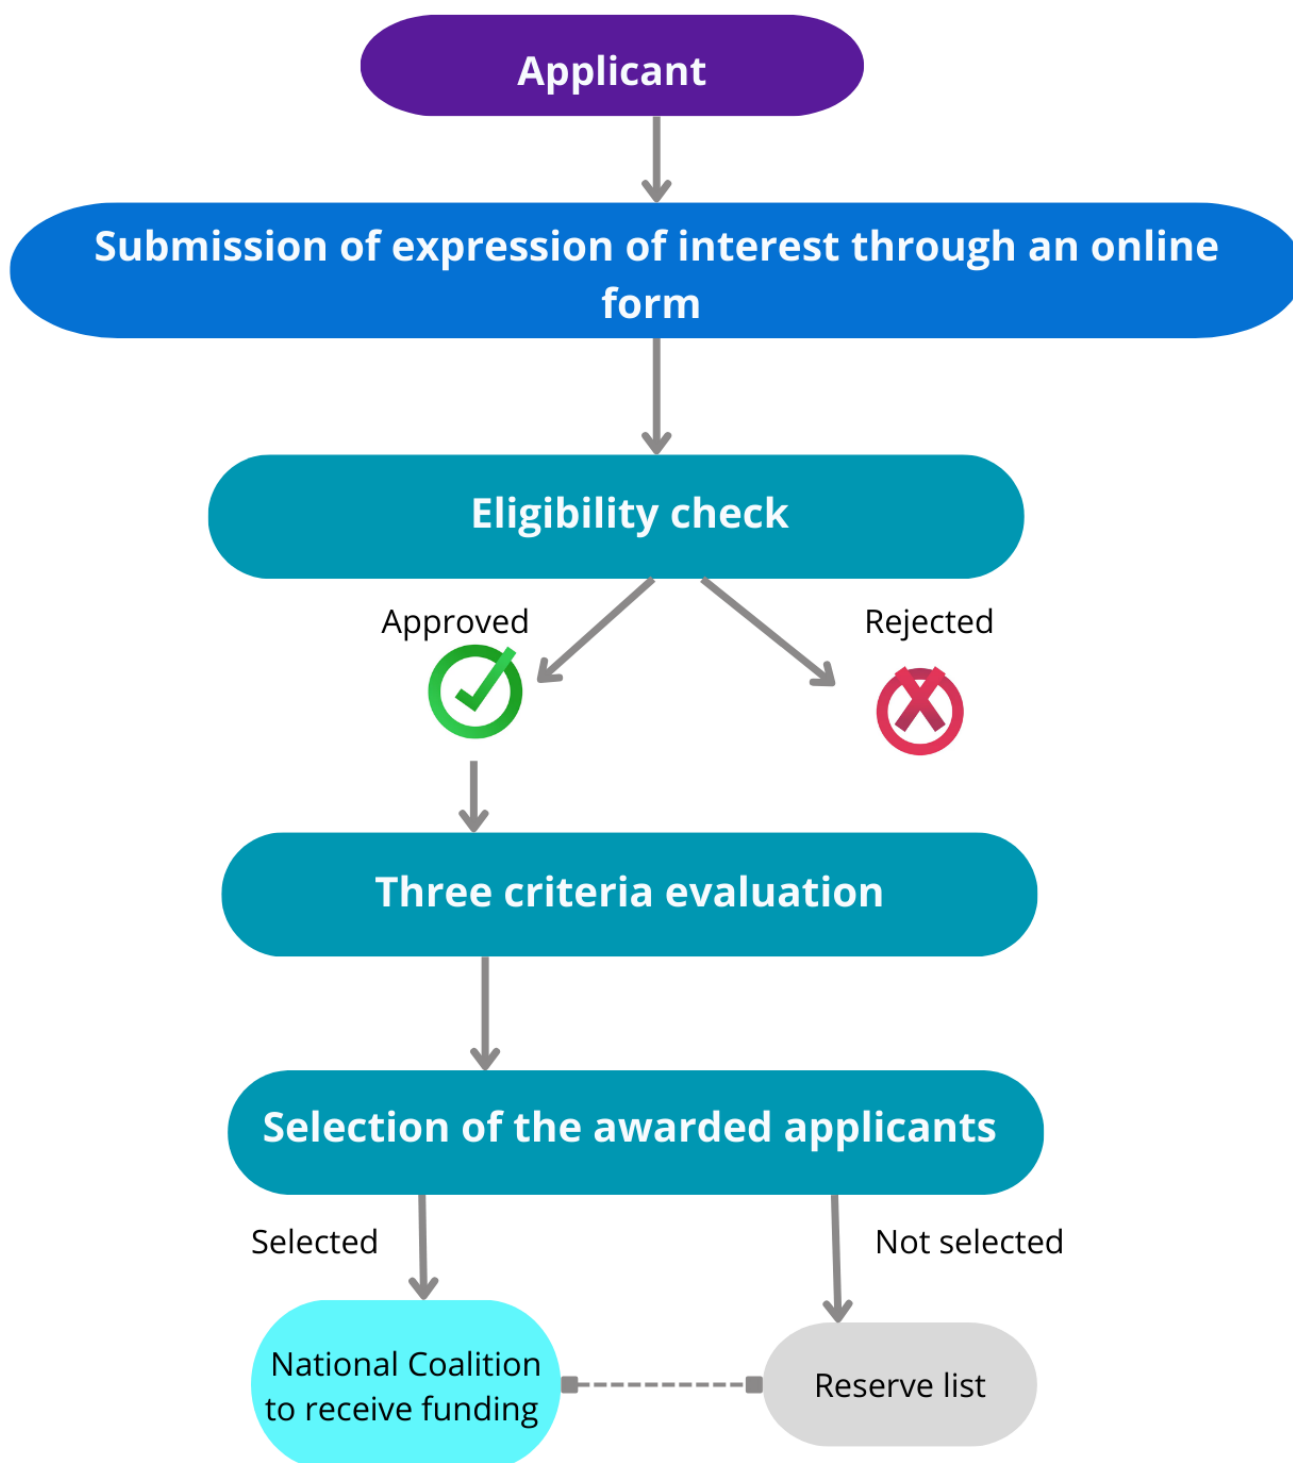 Applicant
Submission of expression of interest through an online
form
Eligibility check
Approved
Rejected
Three criteria evaluation
Selection of the awarded applicants
Selected
Not selected
National Coalition
to receive funding
Reserve list